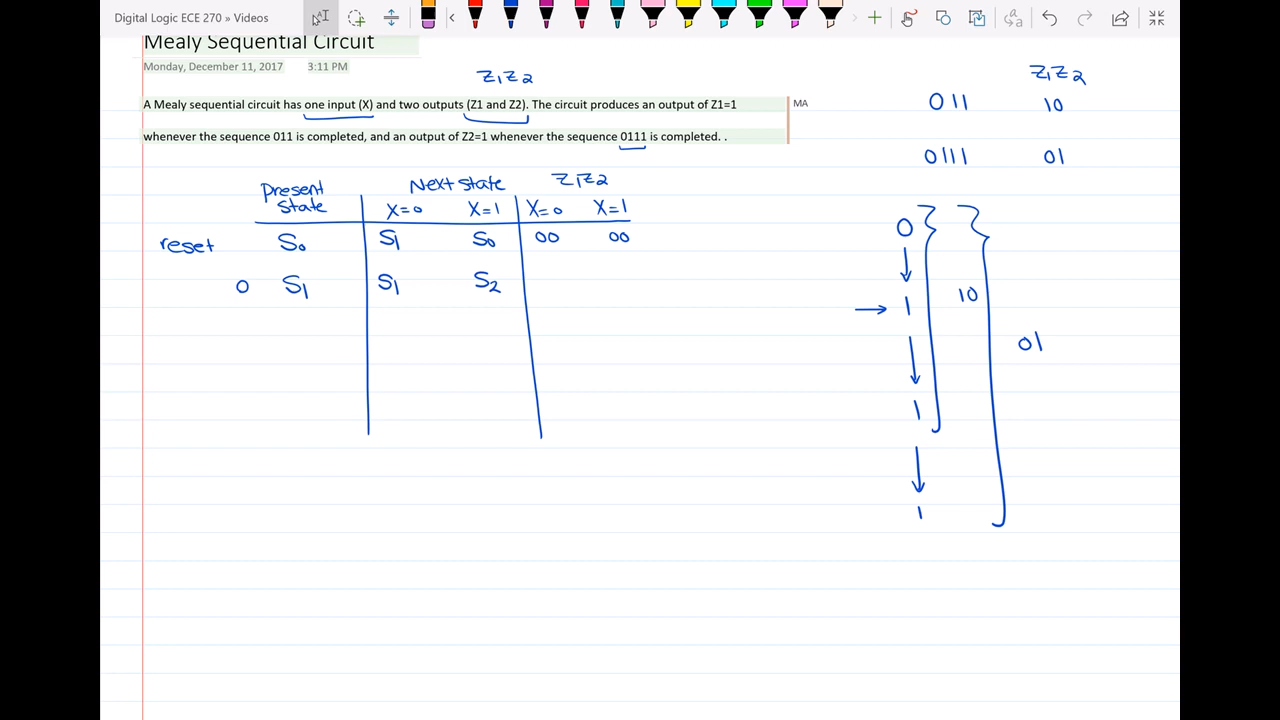 Digital Logic ECE 270 » Videos
Mealy Sequential Circuit
Monday, December 11, 2017 3:11 PM
Z1Z2
A Mealy sequential circuit has one input (X) and two outputs (Z1 and Z2). The circuit produces an output of Z1=1
whenever the sequence 011 is completed, and an output of Z2=1 whenever the sequence 0111 is completed. .
MA
Z1Z2
011 10
0111 01
Present State Next state Z1Z2
X=0 X=1 X=0 X=1
reset S0 S1 S0 00 00
0 S1 S1 S2
0
→ 1
1
1
10
01